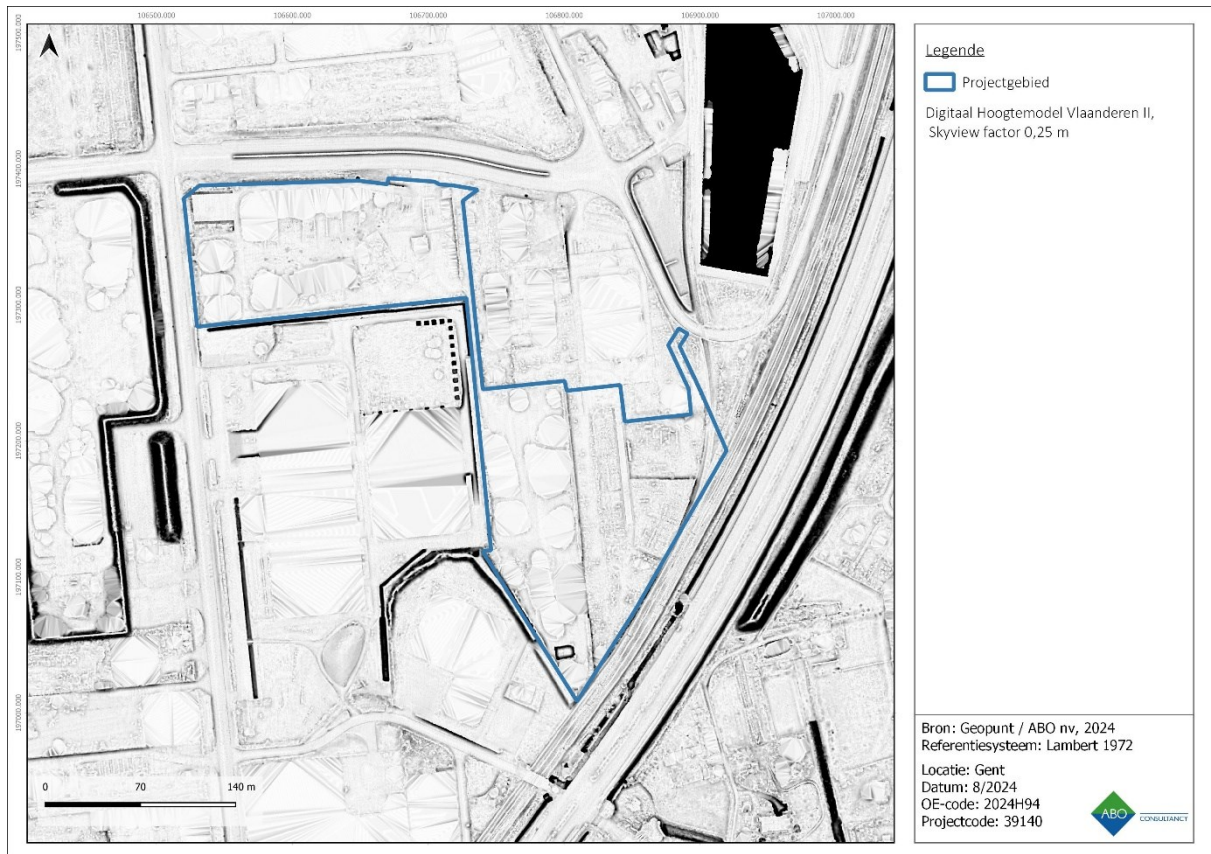 106500.000 106600.000 106700.000 106800.000 106900.000 107000.000
197500.000
197400.000
197300.000
197200.000
197100.000
197000.000
0 70 140 m
Legende
Projectgebied
Digitaal Hoogtemodel Vlaanderen II,
Skyview factor 0,25 m
Bron: Geopunt / ABO nv, 2024
Referentiesysteem: Lambert 1972
Locatie: Gent
Datum: 8/2024
OE-code: 2024H94
Projectcode: 39140
ABO
CONSULTANCY